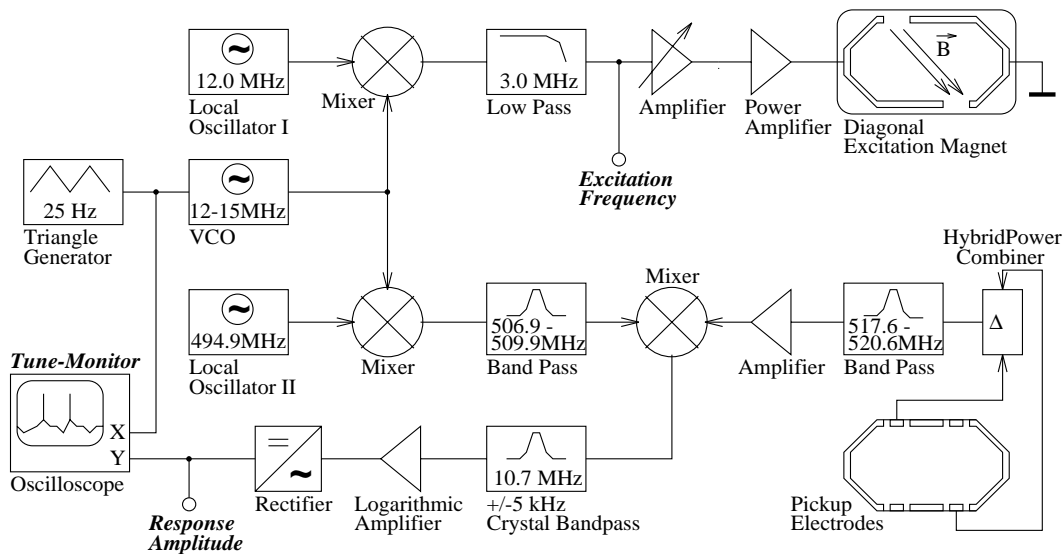 12.0 MHz
Local
Oscillator I
Mixer
3.0 MHz
Low Pass
Amplifier
Power
Amplifier
B
Diagonal
Excitation Magnet
Excitation
Frequency
25 Hz
Triangle
Generator
12-15MHz
VCO
494.9MHz
Local
Oscillator II
Mixer
506.9 -
509.9MHz
Band Pass
Mixer
Amplifier
517.6 -
520.6MHz
Band Pass
HybridPower
Combiner
Δ
Tune-Monitor
X
Y
Oscilloscope
Response
Amplitude
Rectifier
Logarithmic
Amplifier
10.7 MHz
+/-5 kHz
Crystal Bandpass
Pickup
Electrodes